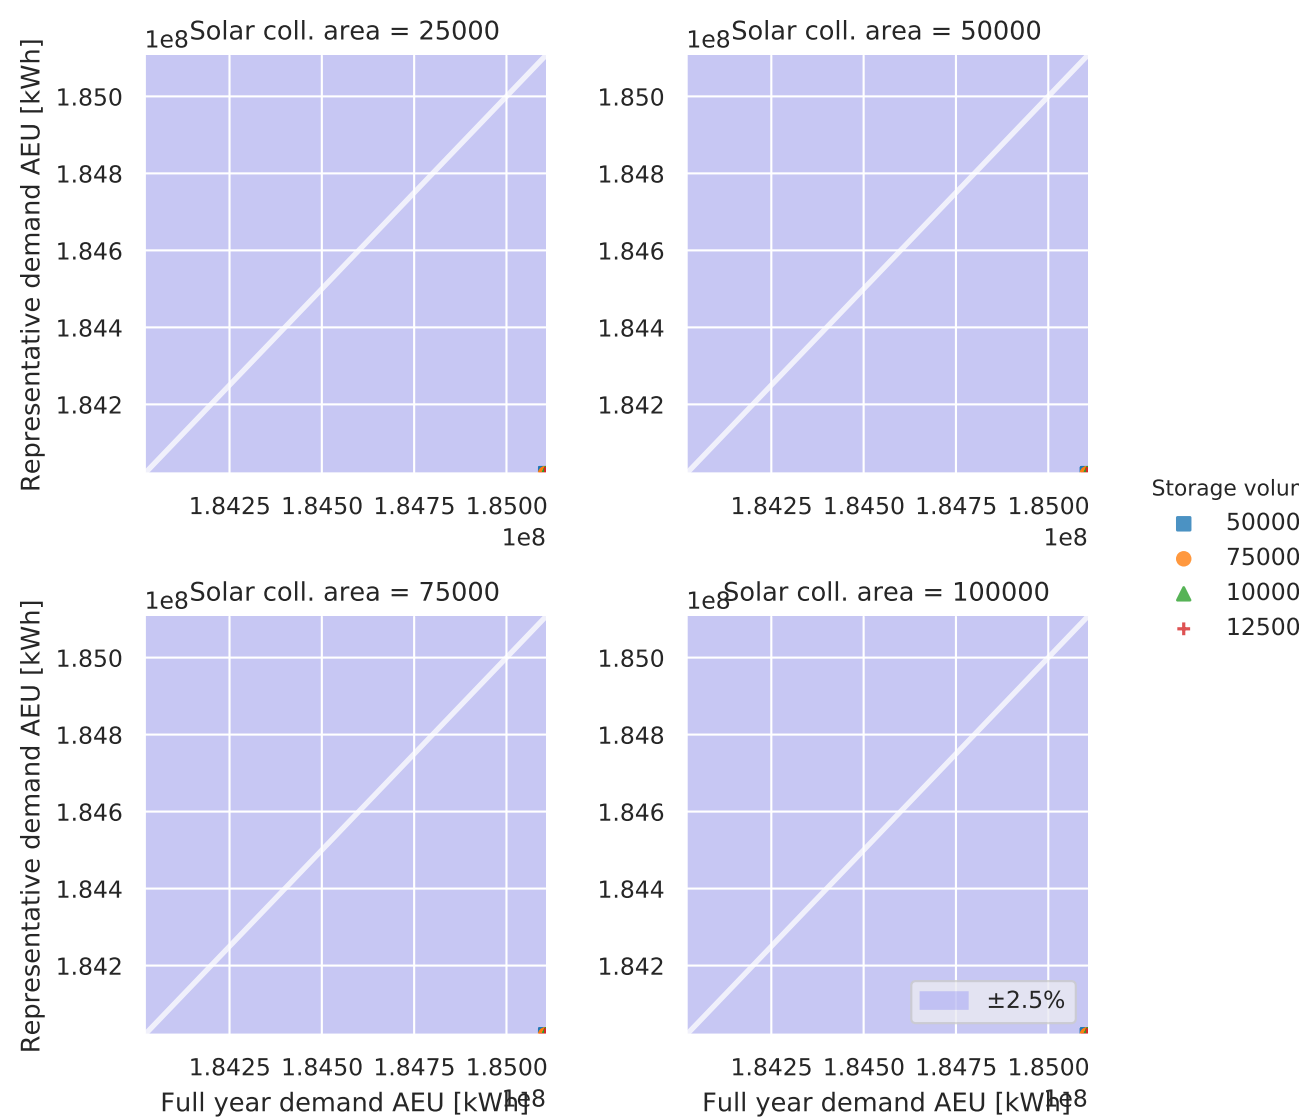 1e8 Solar coll. area = 25000
1e8 Solar coll. area = 50000
Representative demand AEU [kWh]
1.850
1.848
1.846
1.844
1.842
1.850
1.848
1.846
1.844
1.842
1.8425 1.8450 1.8475 1.8500
1e8
1.8425 1.8450 1.8475 1.8500
1e8
Storage volur
50000
75000
10000
12500
1e8 Solar coll. area = 75000
1e8 Solar coll. area = 100000
Representative demand AEU [kWh]
1.850
1.848
1.846
1.844
1.842
1.850
1.848
1.846
1.844
1.842
±2.5%
1.8425 1.8450 1.8475 1.8500
1e8
Full year demand AEU [kWh]
1.8425 1.8450 1.8475 1.8500
1e8
Full year demand AEU [kWh]